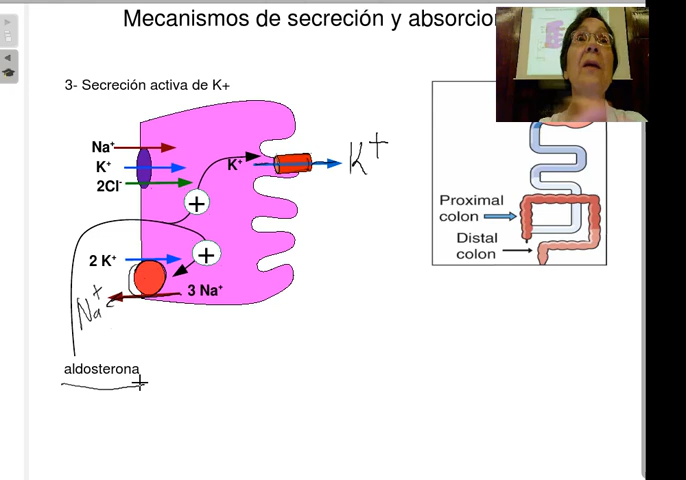 Mecanismos de secreción y absorcio
3- Secreción activa de K+
Na+
K+
2Cl-
K+
K+
+
+
2 K+
3 Na+
Na+
aldosterona
Proximal
colon
Distal
colon